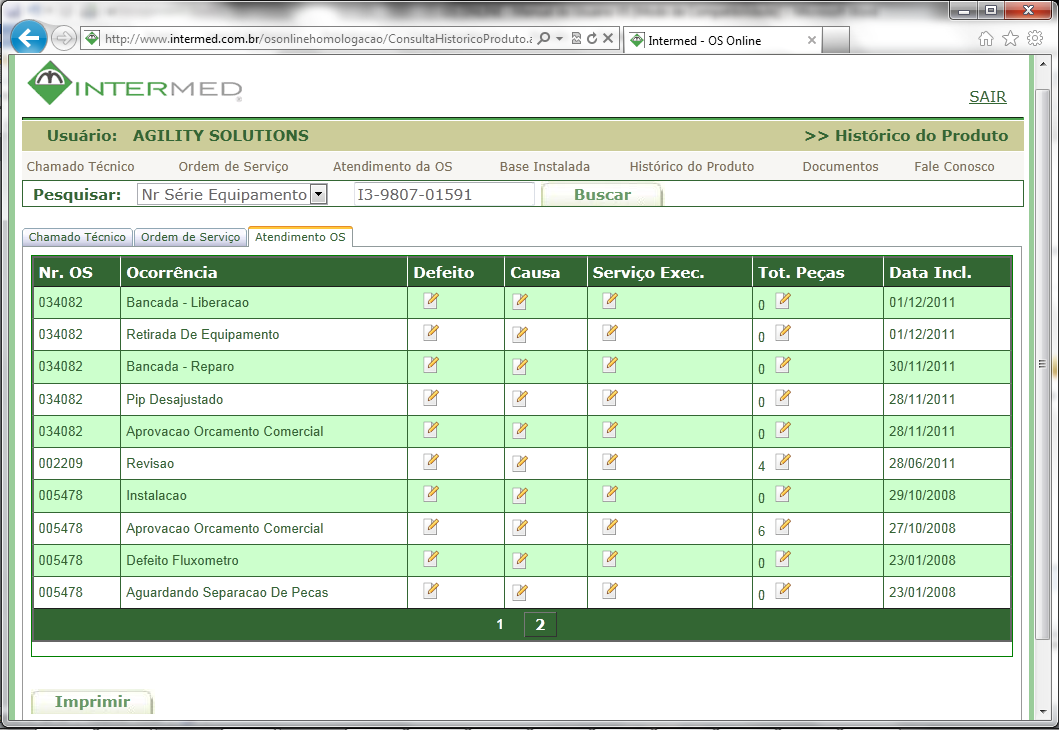 http://www.intermed.com.br/osonlinehomologacao/ConsultaHistoricoProduto.a
Intermed - OS Online
INTERMED
SAIR
Usuário: AGILITY SOLUTIONS >> Histórico do Produto
Chamado Técnico Ordem de Serviço Atendimento da OS Base Instalada Histórico do Produto Documentos Fale Conosco
Pesquisar: Nr Série Equipamento I3-9807-01591 Buscar
Chamado Técnico Ordem de Serviço Atendimento OS
Nr. OS Ocorrência Defeito Causa Serviço Exec. Tot. Peças Data Incl.
034082 Bancada - Liberacao 0 01/12/2011
034082 Retirada De Equipamento 0 01/12/2011
034082 Bancada - Reparo 0 30/11/2011
034082 Pip Desajustado 0 28/11/2011
034082 Aprovacao Orcamento Comercial 0 28/11/2011
002209 Revisao 4 28/06/2011
005478 Instalacao 0 29/10/2008
005478 Aprovacao Orcamento Comercial 6 27/10/2008
005478 Defeito Fluxometro 0 23/01/2008
005478 Aguardando Separacao De Pecas 0 23/01/2008
1 2
Imprimir